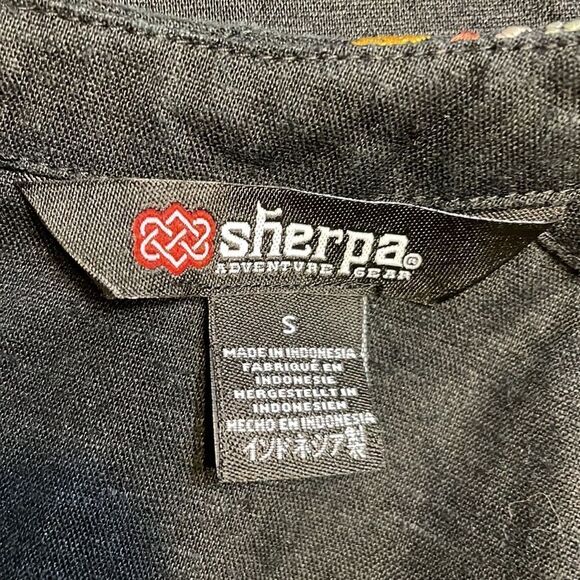 sherpa®
ADVENTURE GEAR
S
MADE IN INDONESIA
FABRIQUÉ EN
INDONESIE
HERGESTELLT IN
INDONESIEN
HECHO EN INDONESIA
インドネシア製